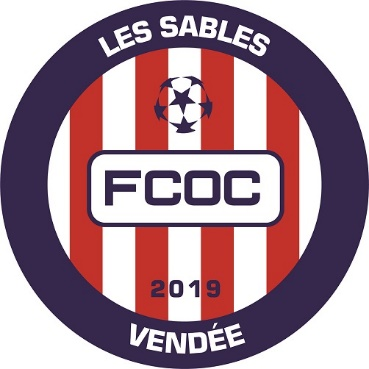 LES SABLES
FCOC
2019
VENDÉE